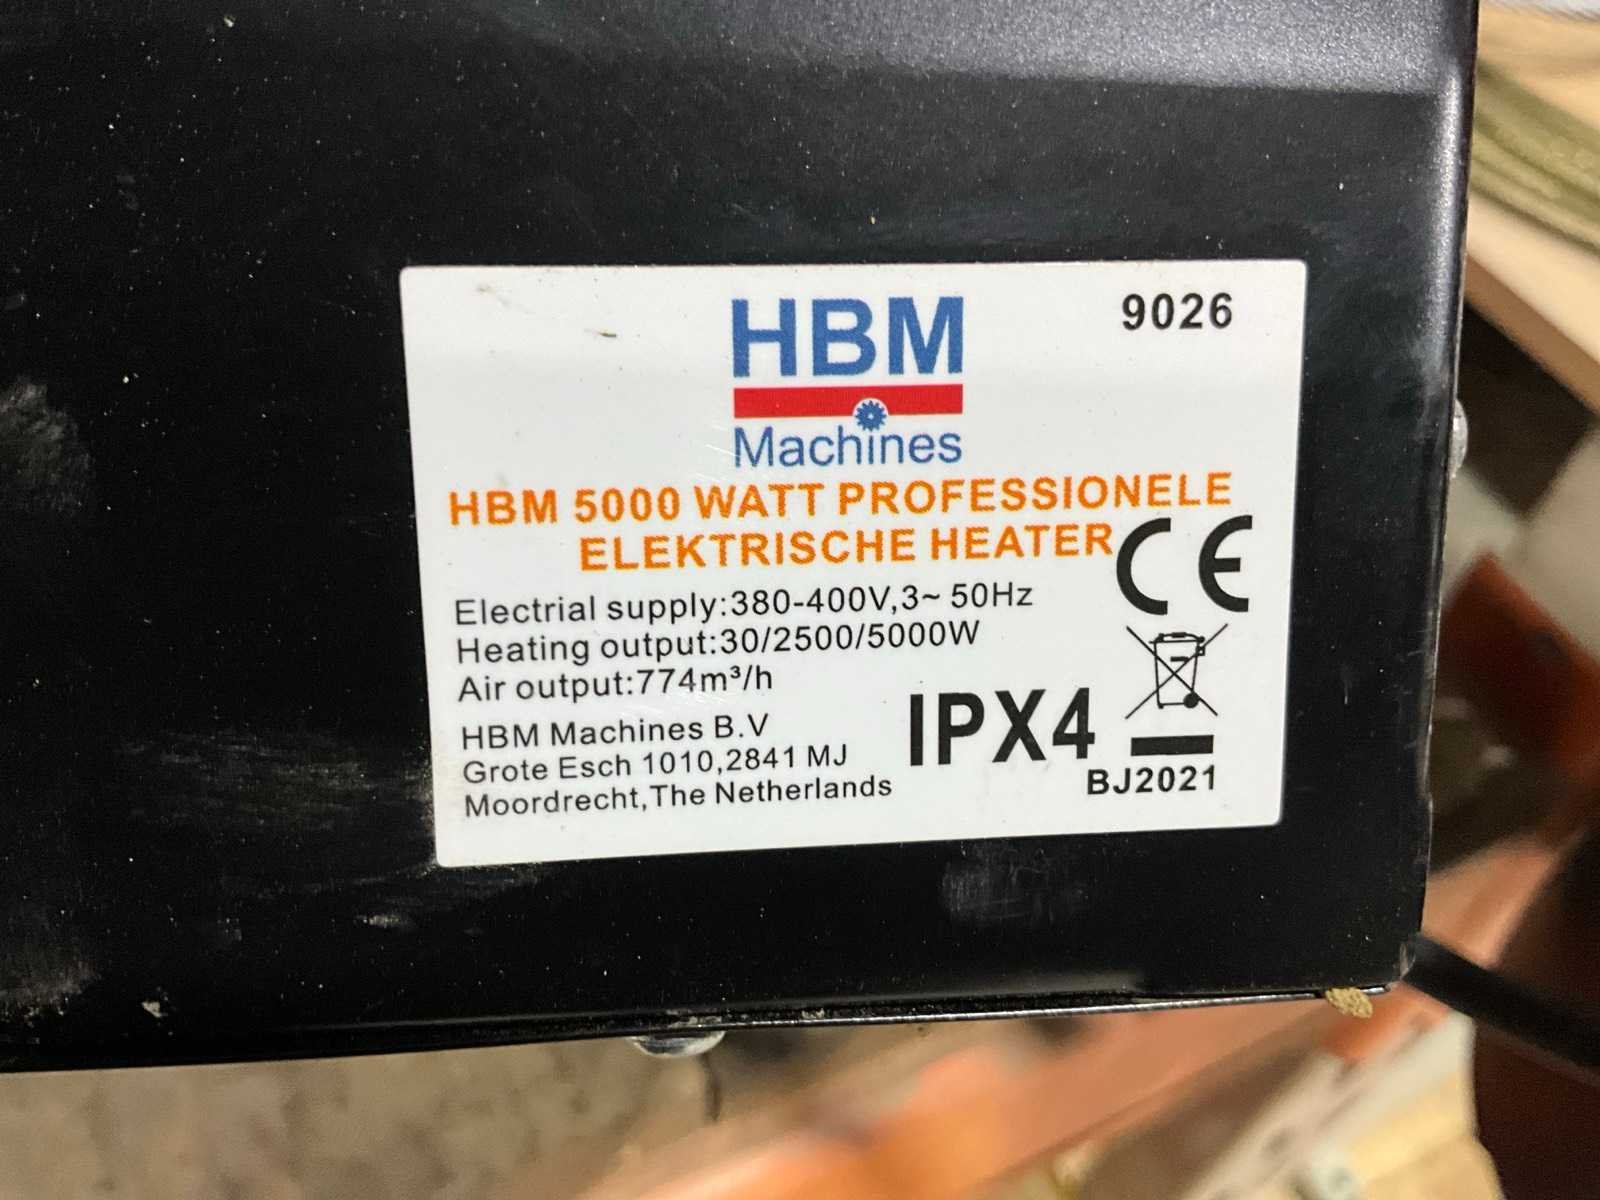 HBM
9026
Machines
HBM 5000 WATT PROFESSIONELE
ELEKTRISCHE HEATER
CE
Electrial supply:380-400V,3~ 50Hz
Heating output:30/2500/5000W
Air output:774m³/h
HBM Machines B.V
Grote Esch 1010,2841 MJ
Moordrecht,The Netherlands
IPX4
BJ2021